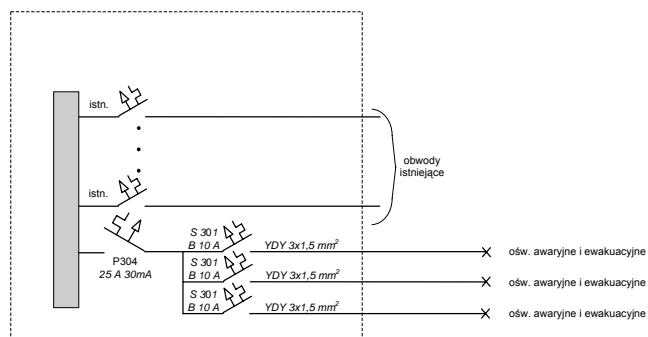 istn.
obwody
istniejące
istn.
S 301
B 10 A
YDY 3x1,5 mm²
ośw. awaryjne i ewakuacyjne
P304
25 A 30mA
S 301
B 10 A
YDY 3x1,5 mm²
ośw. awaryjne i ewakuacyjne
S 301
B 10 A
YDY 3x1,5 mm²
ośw. awaryjne i ewakuacyjne